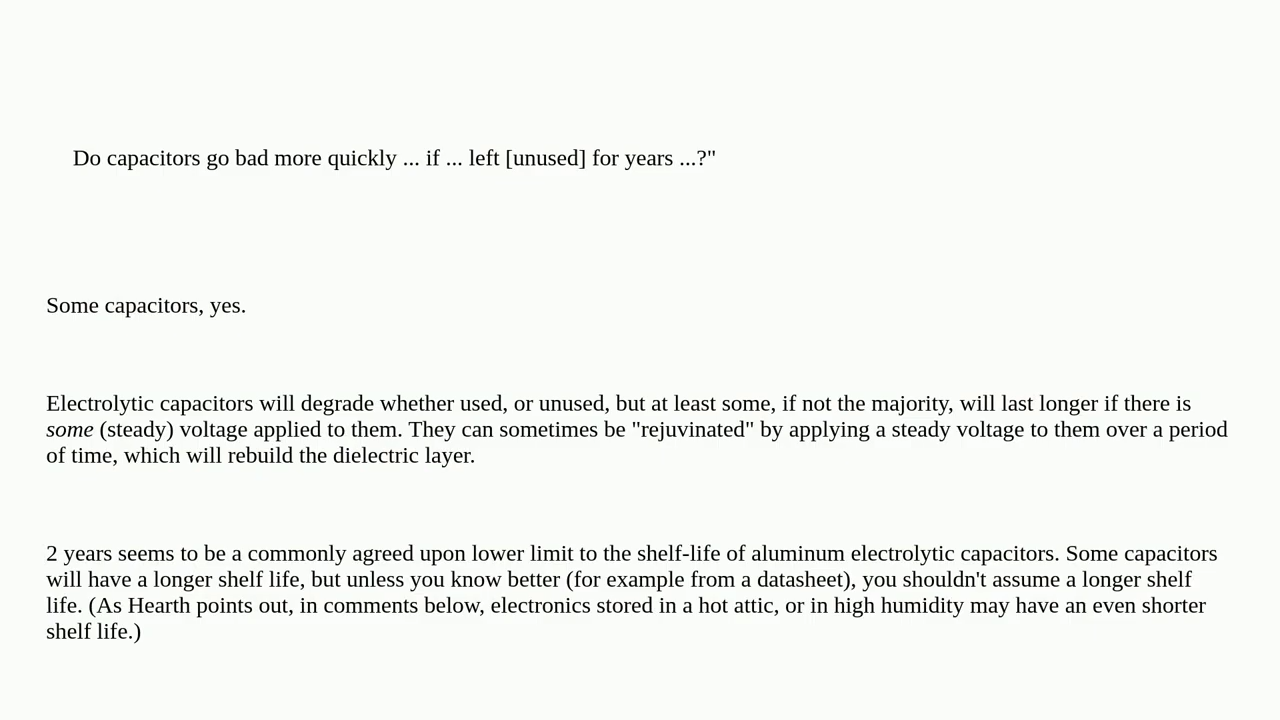 Do capacitors go bad more quickly ... if ... left [unused] for years ...?"
Some capacitors, yes.
Electrolytic capacitors will degrade whether used, or unused, but at least some, if not the majority, will last longer if there is
some (steady) voltage applied to them. They can sometimes be "rejuvinated" by applying a steady voltage to them over a period
of time, which will rebuild the dielectric layer.
2 years seems to be a commonly agreed upon lower limit to the shelf-life of aluminum electrolytic capacitors. Some capacitors
will have a longer shelf life, but unless you know better (for example from a datasheet), you shouldn't assume a longer shelf
life. (As Hearth points out, in comments below, electronics stored in a hot attic, or in high humidity may have an even shorter
shelf life.)